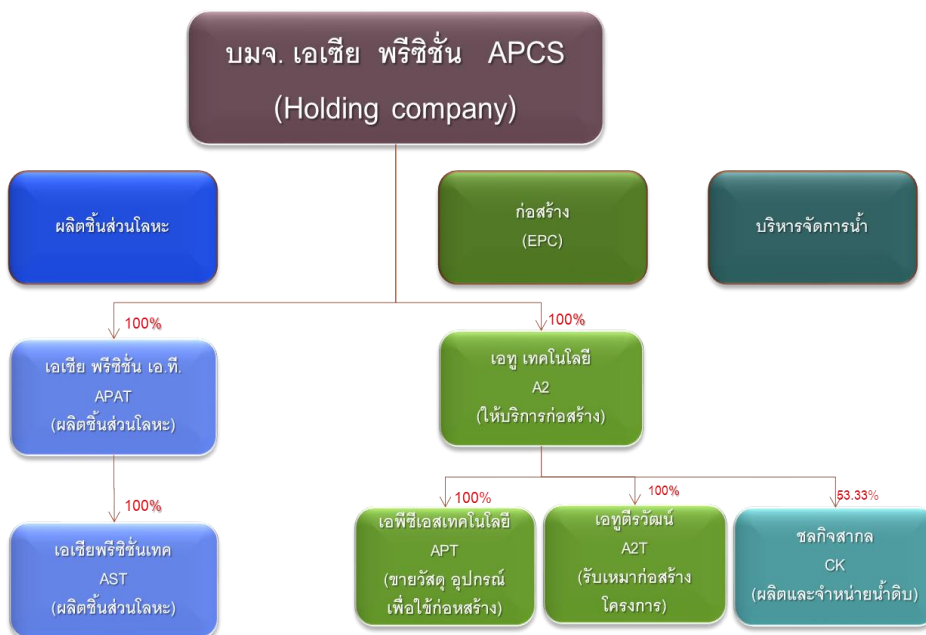 บมจ. เอเซีย พรีซิชั่น APCS
(Holding company)
ผลิตชิ้นส่วนโลหะ
ก่อสร้าง
(EPC)
บริหารจัดการน้ำ
100%
100%
เอเซีย พรีซิชั่น เอ.ที.
APAT
(ผลิตชิ้นส่วนโลหะ)
เอทู เทคโนโลยี
A2
(ให้บริการก่อสร้าง)
100%
100%
100%
53.33%
เอเซียพรีซิชั่นเทค
AST
(ผลิตชิ้นส่วนโลหะ)
เอพีซีเอสเทคโนโลยี
APT
(ขายวัสดุ อุปกรณ์
เพื่อใช้ก่อหสร้าง)
เอทูตีรวัฒน์
A2T
(รับเหมาก่อสร้าง
โครงการ)
ชลกิจสากล
CK
(ผลิตและจำหน่ายน้ำดิบ)